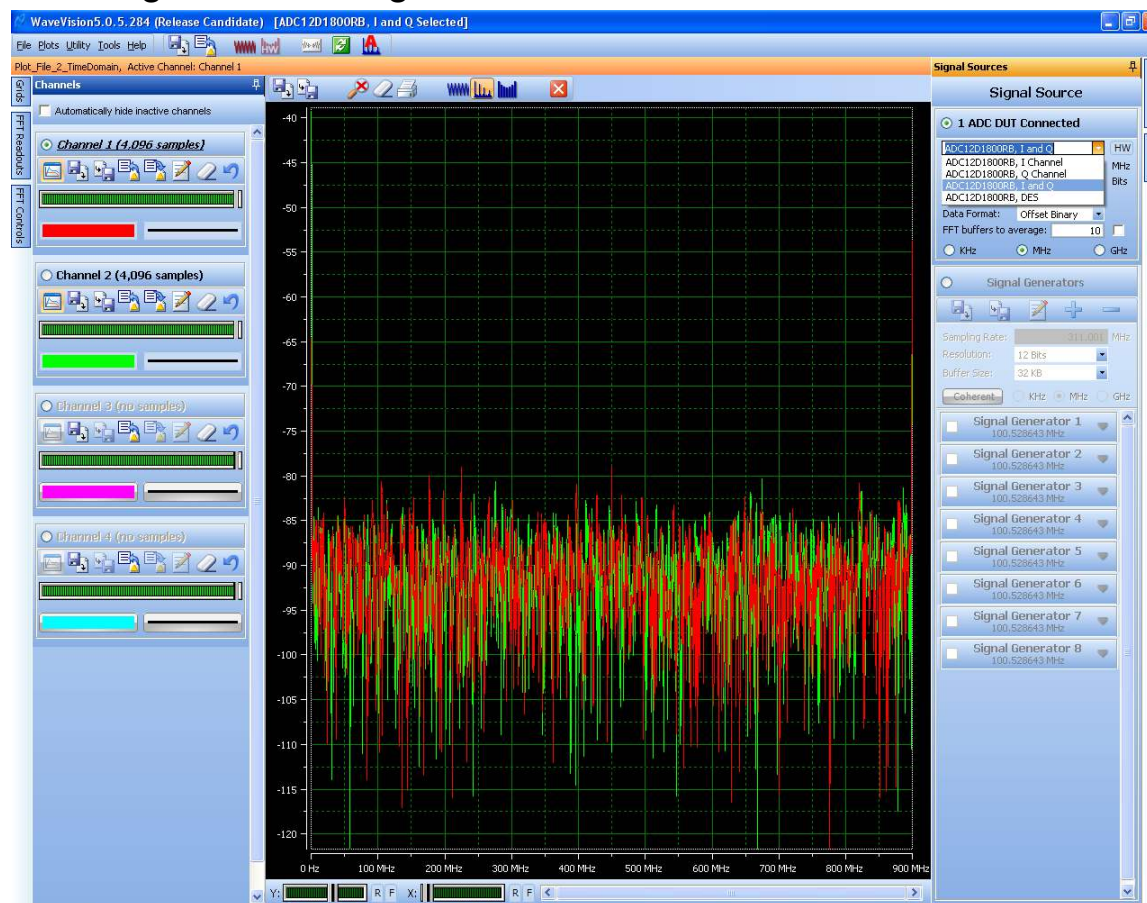 WaveVision5.0.5.284 (Release Candidate) [ADC12D1800RB, I and Q Selected]
File Plots Utility Tools Help
Plot_File_2_TimeDomain, Active Channel: Channel 1
Grids
FFT Readouts
FFT Controls
Channels
Automatically hide inactive channels
Channel 1 (4,096 samples)
Channel 2 (4,096 samples)
Channel 3 (no samples)
Channel 4 (no samples)
-40
-45
-50
-55
-60
-65
-70
-75
-80
-85
-90
-95
-100
-105
-110
-115
-120
0 Hz 100 MHz 200 MHz 300 MHz 400 MHz 500 MHz 600 MHz 700 MHz 800 MHz 900 MHz
Y: R F X: R F
Signal Sources
Signal Source
1 ADC DUT Connected
ADC12D1800RB, I and Q HW
ADC12D1800RB, I Channel MHz
ADC12D1800RB, Q Channel
ADC12D1800RB, I and Q Bits
ADC12D1800RB, DES
Data Format: Offset Binary
FFT buffers to average: 10
KHz MHz GHz
Signal Generators
Sampling Rate: 311.001 MHz
Resolution: 12 Bits
Buffer Size: 32 KB
Coherent KHz MHz GHz
Signal Generator 1
100.528643 MHz
Signal Generator 2
100.528643 MHz
Signal Generator 3
100.528643 MHz
Signal Generator 4
100.528643 MHz
Signal Generator 5
100.528643 MHz
Signal Generator 6
100.528643 MHz
Signal Generator 7
100.528643 MHz
Signal Generator 8
100.528643 MHz